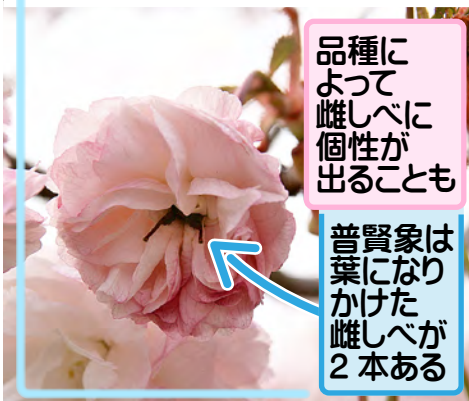 品種に
よって
雌しべに
個性が
出ることも
普賢象は
葉になり
かけた
雌しべが
2本ある